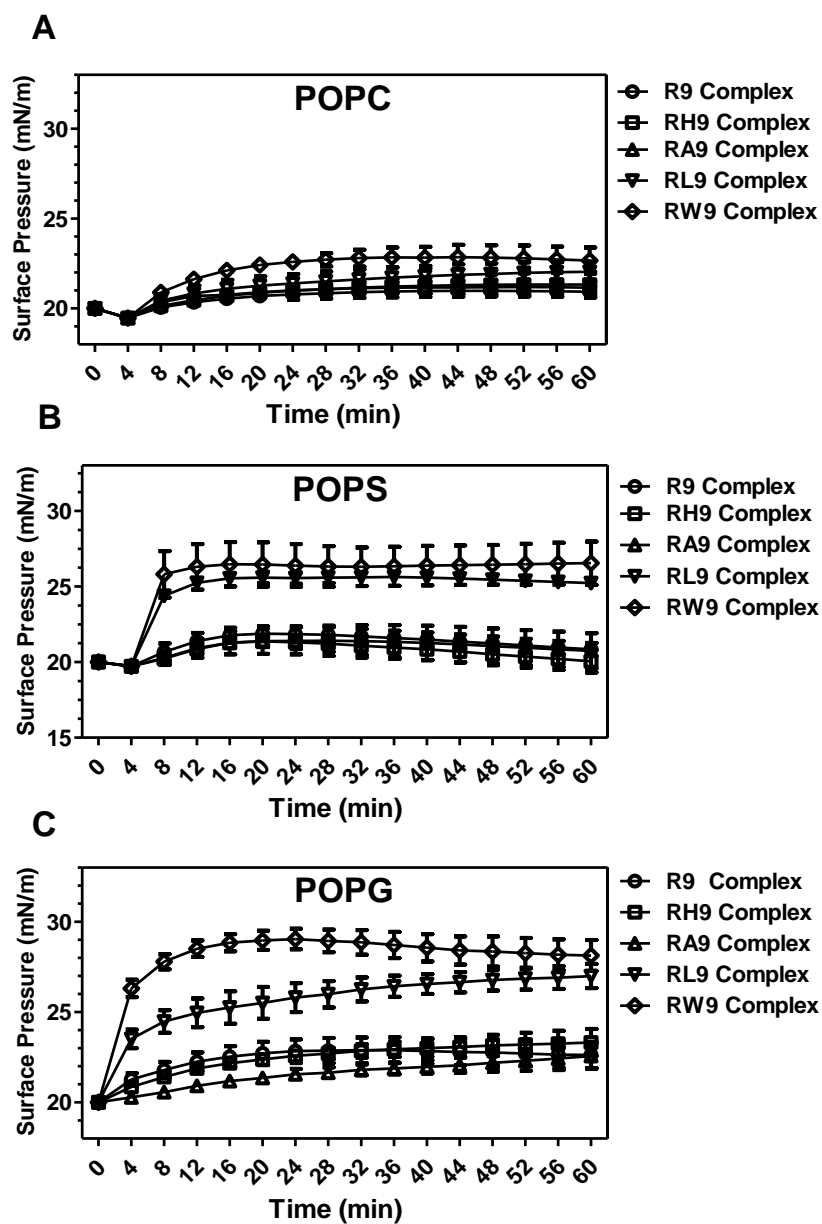 A
POPC
Surface Pressure (mN/m)
30
25
20
0 4 8 12 16 20 24 28 32 36 40 44 48 52 56 60
Time (min)
R9 Complex
RH9 Complex
RA9 Complex
RL9 Complex
RW9 Complex
B
POPS
Surface Pressure (mN/m)
30
25
20
15
0 4 8 12 16 20 24 28 32 36 40 44 48 52 56 60
Time (min)
R9 Complex
RH9 Complex
RA9 Complex
RL9 Complex
RW9 Complex
C
POPG
Surface Pressure (mN/m)
30
25
20
0 4 8 12 16 20 24 28 32 36 40 44 48 52 56 60
Time (min)
R9 Complex
RH9 Complex
RA9 Complex
RL9 Complex
RW9 Complex